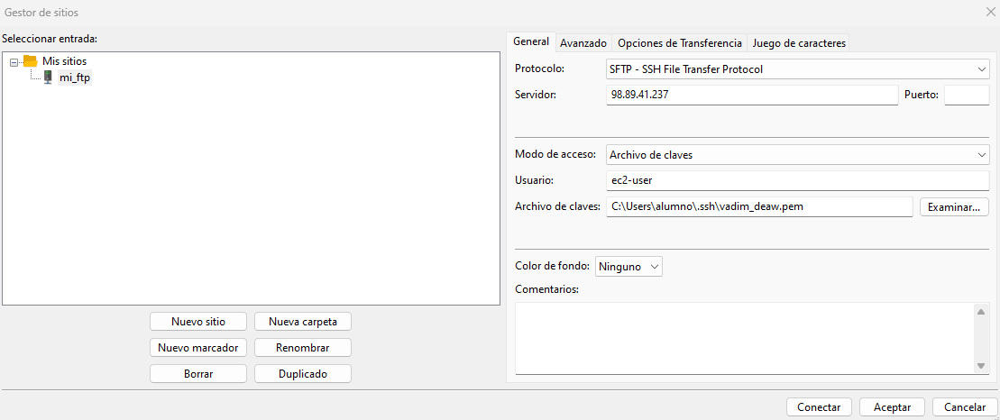 Gestor de sitios
Seleccionar entrada:
Mis sitios
mi_ftp
Nuevo sitio
Nueva carpeta
Nuevo marcador
Renombrar
Borrar
Duplicado
General
Avanzado
Opciones de Transferencia
Juego de caracteres
Protocolo:
SFTP - SSH File Transfer Protocol
Servidor:
98.89.41.237
Puerto:
Modo de acceso:
Archivo de claves
Usuario:
ec2-user
Archivo de claves:
C:\Users\alumno\.ssh\vadim_deaw.pem
Examinar...
Color de fondo:
Ninguno
Comentarios:
Conectar
Aceptar
Cancelar